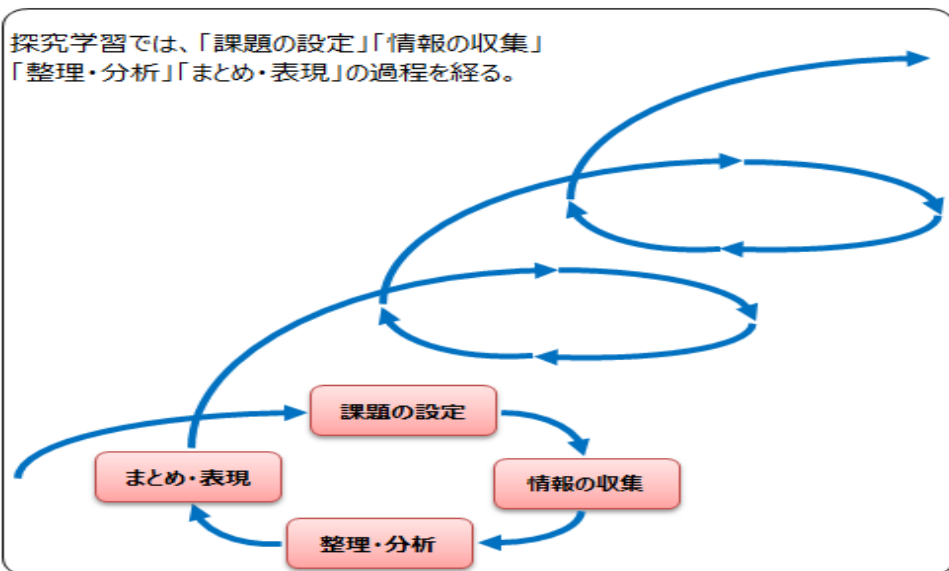 探究学習では、「課題の設定」「情報の収集」
「整理・分析」「まとめ・表現」の過程を経る。
課題の設定
まとめ・表現
情報の収集
整理・分析